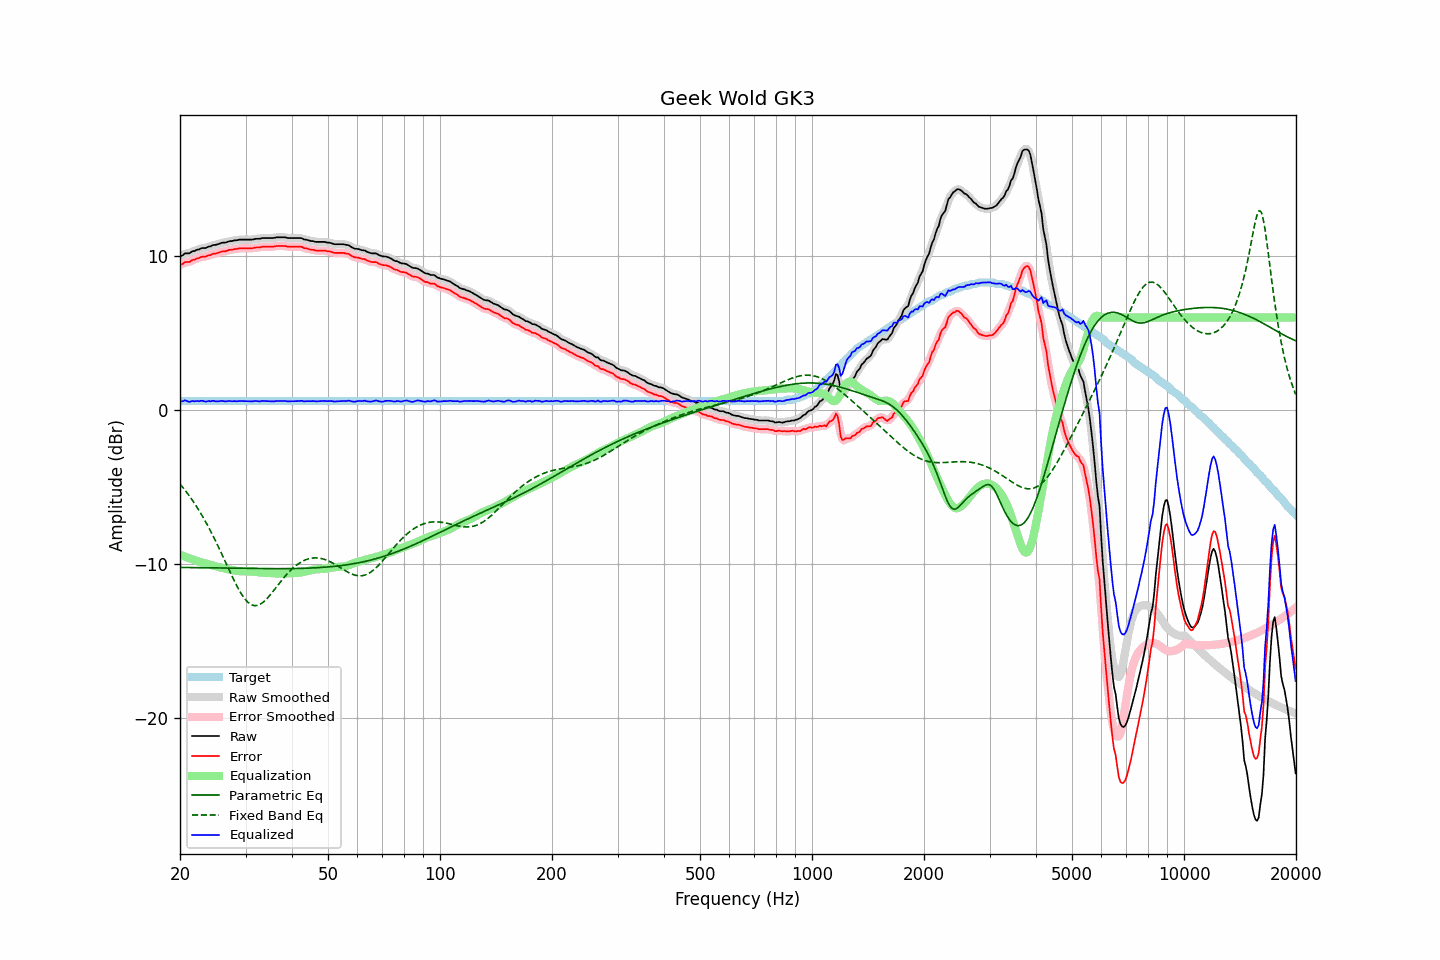 Geek Wold GK3
Amplitude (dBr)
10
0
−10
−20
Target
Raw Smoothed
Error Smoothed
Raw
Error
Equalization
Parametric Eq
Fixed Band Eq
Equalized
20 50 100 200 500 1000 2000 5000 10000 20000
Frequency (Hz)